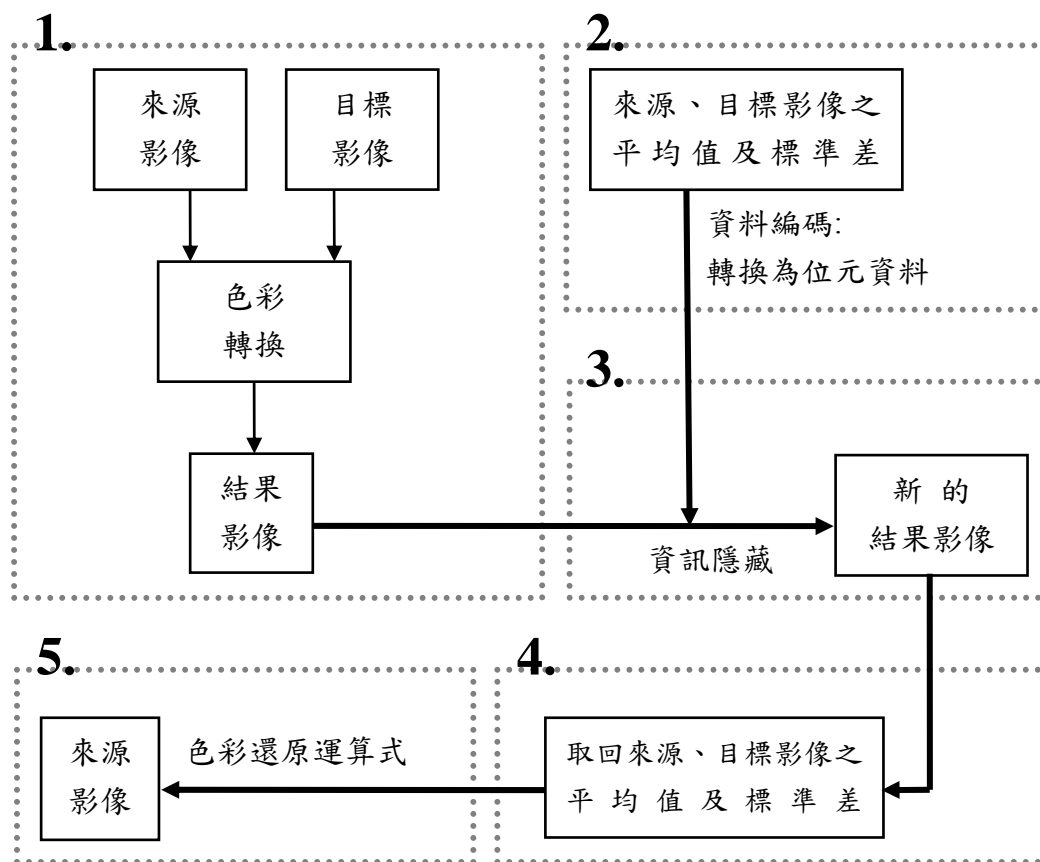 1.
來源
影像
目標
影像
色彩
轉換
結果
影像
2.
來源、目標影像之
平均值及標準差
資料編碼:
轉換為位元資料
3.
資訊隱藏
新的
結果影像
4.
取回來源、目標影像之
平均值及標準差
5.
色彩還原運算式
來源
影像